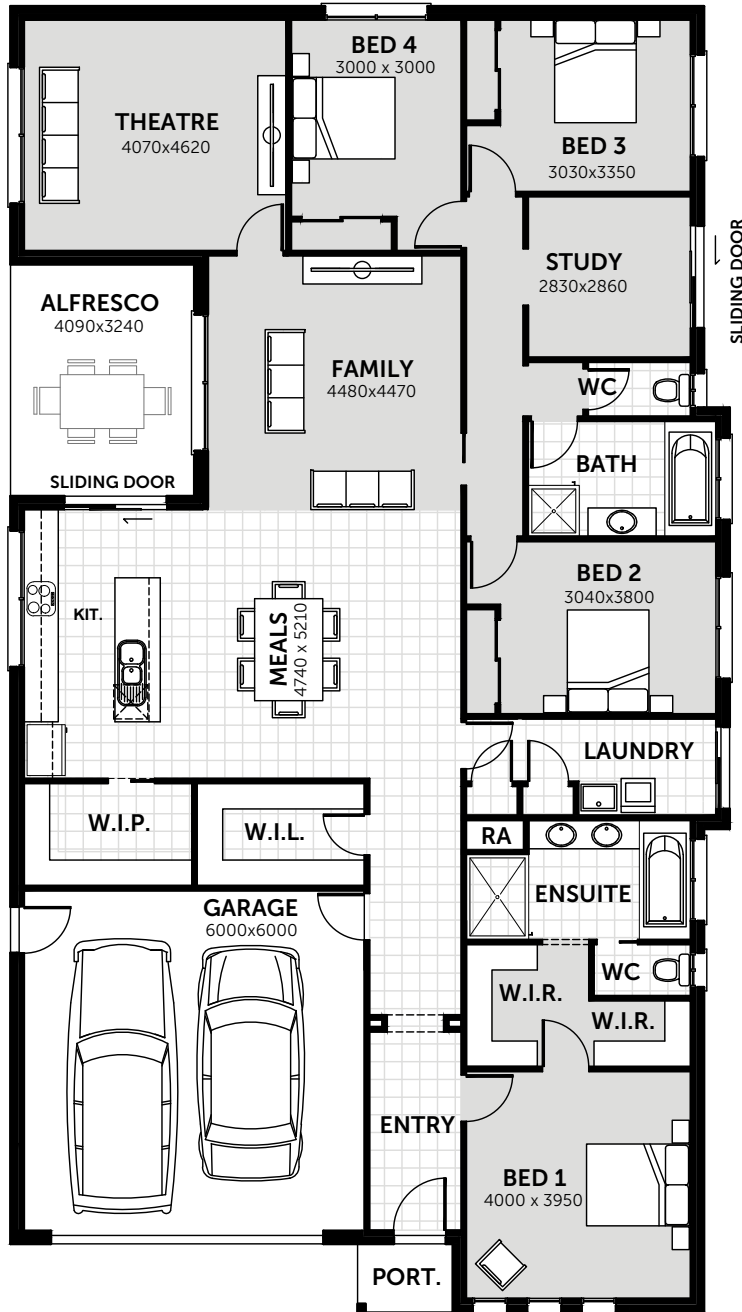 THEATRE
4070x4620
BED 4
3000 x 3000
BED 3
3030x3350
STUDY
2830x2860
SLIDING DOOR
ALFRESCO
4090x3240
SLIDING DOOR
FAMILY
4480x4470
WC
BATH
BED 2
3040x3800
KIT.
MEALS
4740 x 5210
LAUNDRY
W.I.P.
W.I.L.
RA
ENSUITE
GARAGE
6000x6000
WC
W.I.R.
W.I.R.
ENTRY
BED 1
4000 x 3950
PORT.